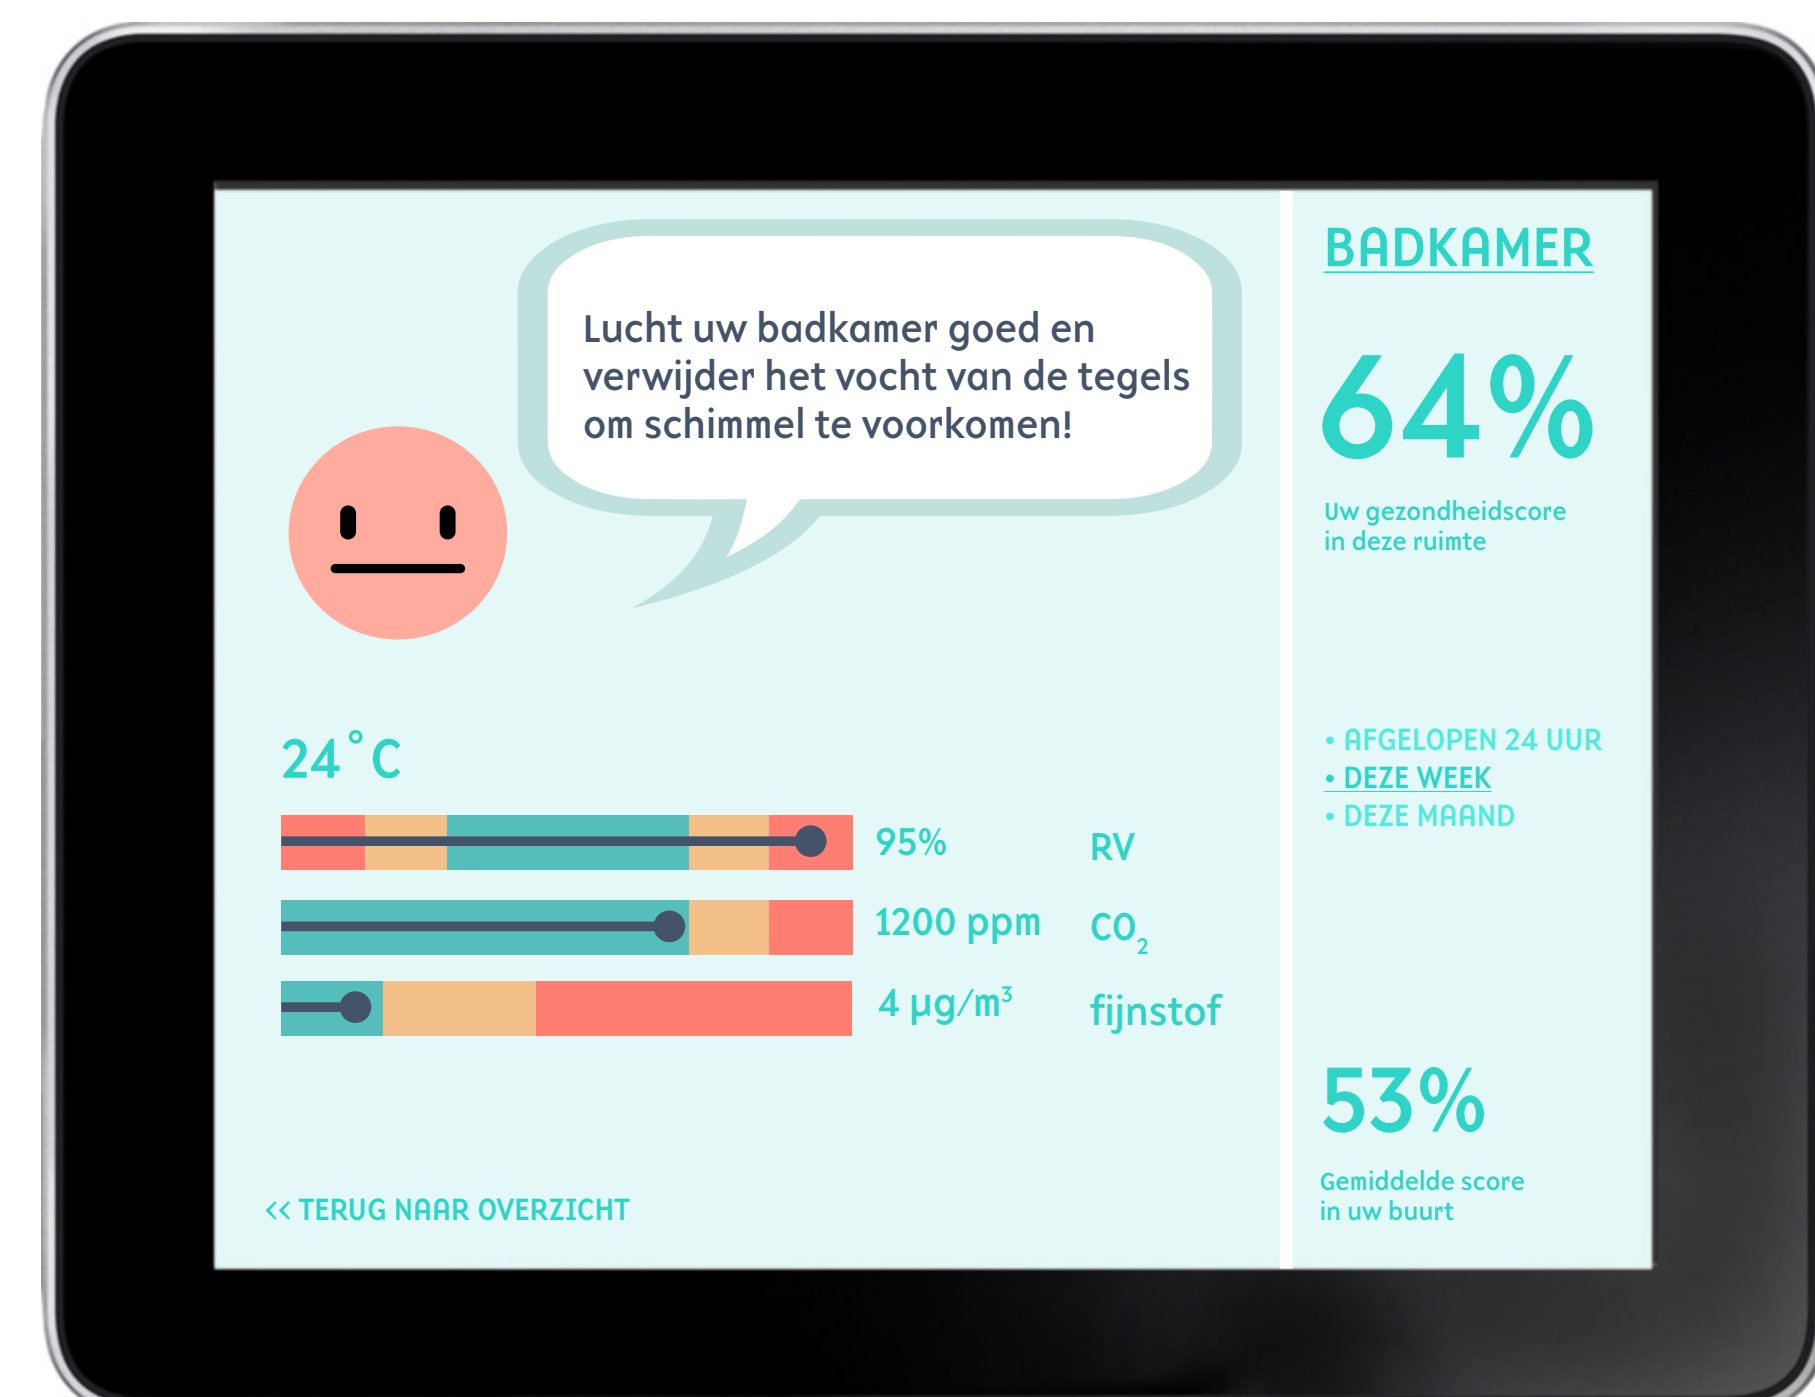 Lucht uw badkamer goed en
verwijder het vocht van de tegels
om schimmel te voorkomen!
24°C
95% RV
1200 ppm CO₂
4 µg/m³ fijnstof
<< TERUG NAAR OVERZICHT
BADKAMER
64%
Uw gezondheidscore
in deze ruimte
• AFGELOPEN 24 UUR
• DEZE WEEK
• DEZE MAAND
53%
Gemiddelde score
in uw buurt